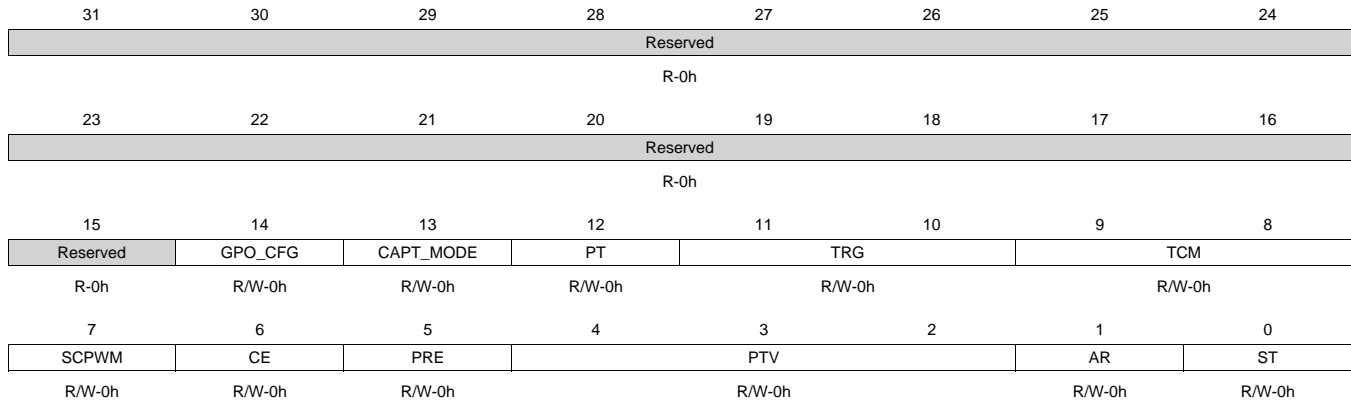 31 30 29 28 27 26 25 24
Reserved
R-0h
23 22 21 20 19 18 17 16
Reserved
R-0h
15 14 13 12 11 10 9 8
Reserved GPO_CFG CAPT_MODE PT TRG TCM
R-0h R/W-0h R/W-0h R/W-0h R/W-0h R/W-0h
7 6 5 4 3 2 1 0
SCPWM CE PRE PTV AR ST
R/W-0h R/W-0h R/W-0h R/W-0h R/W-0h R/W-0h